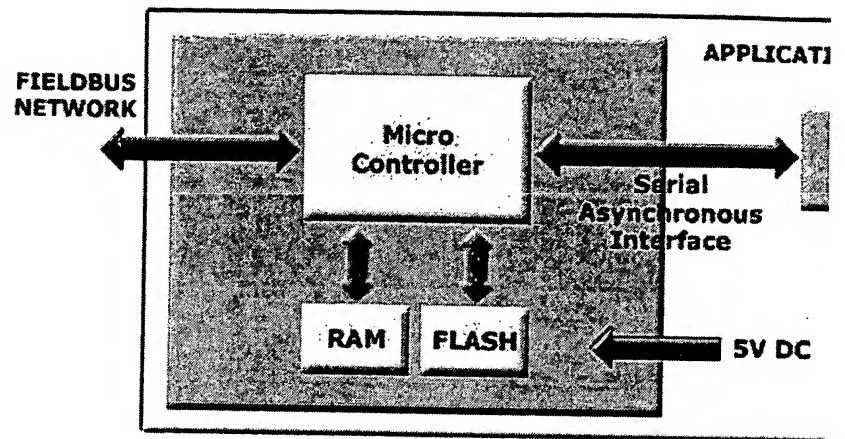 APPLICATI
FIELDBUS
NETWORK
Micro
Controller
Serial
Asynchronous
Interface
RAM
FLASH
5V DC